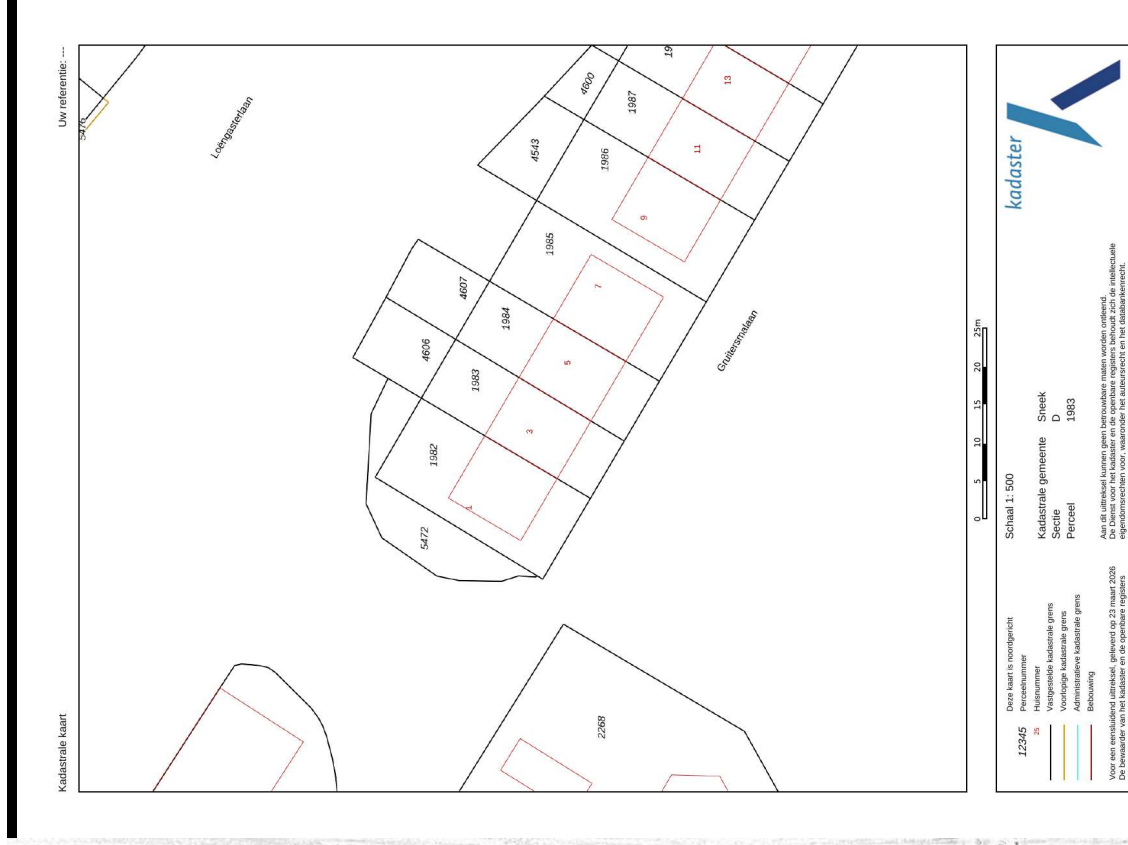 Kadastrale kaart
Uw referentie: ---
Loëngasterlaan
4600
1987
13
4543
1986
11
9
1985
4607
1984
7
4606
1983
5
1982
3
5472
Gruitersmalaan
2268
0 5 10 15 20 25m
12345
25
Deze kaart is noordgericht
Perceelnummer
Huisnummer
Vastgestelde kadastrale grens
Voorlopige kadastrale grens
Administratieve kadastrale grens
Bebouwing
Voor een eensluidend uittreksel, geleverd op 23 maart 2026
De bewaarder van het kadaster en de openbare registers
Schaal 1: 500
Kadastrale gemeente Sneek
Sectie D
Perceel 1983
Aan dit uittreksel kunnen geen betrouwbare maten worden ontleend.
De Dienst voor het kadaster en de openbare registers behoudt zich de intellectuele
eigendomsrechten voor, waaronder het auteursrecht en het databankenrecht.
kadaster